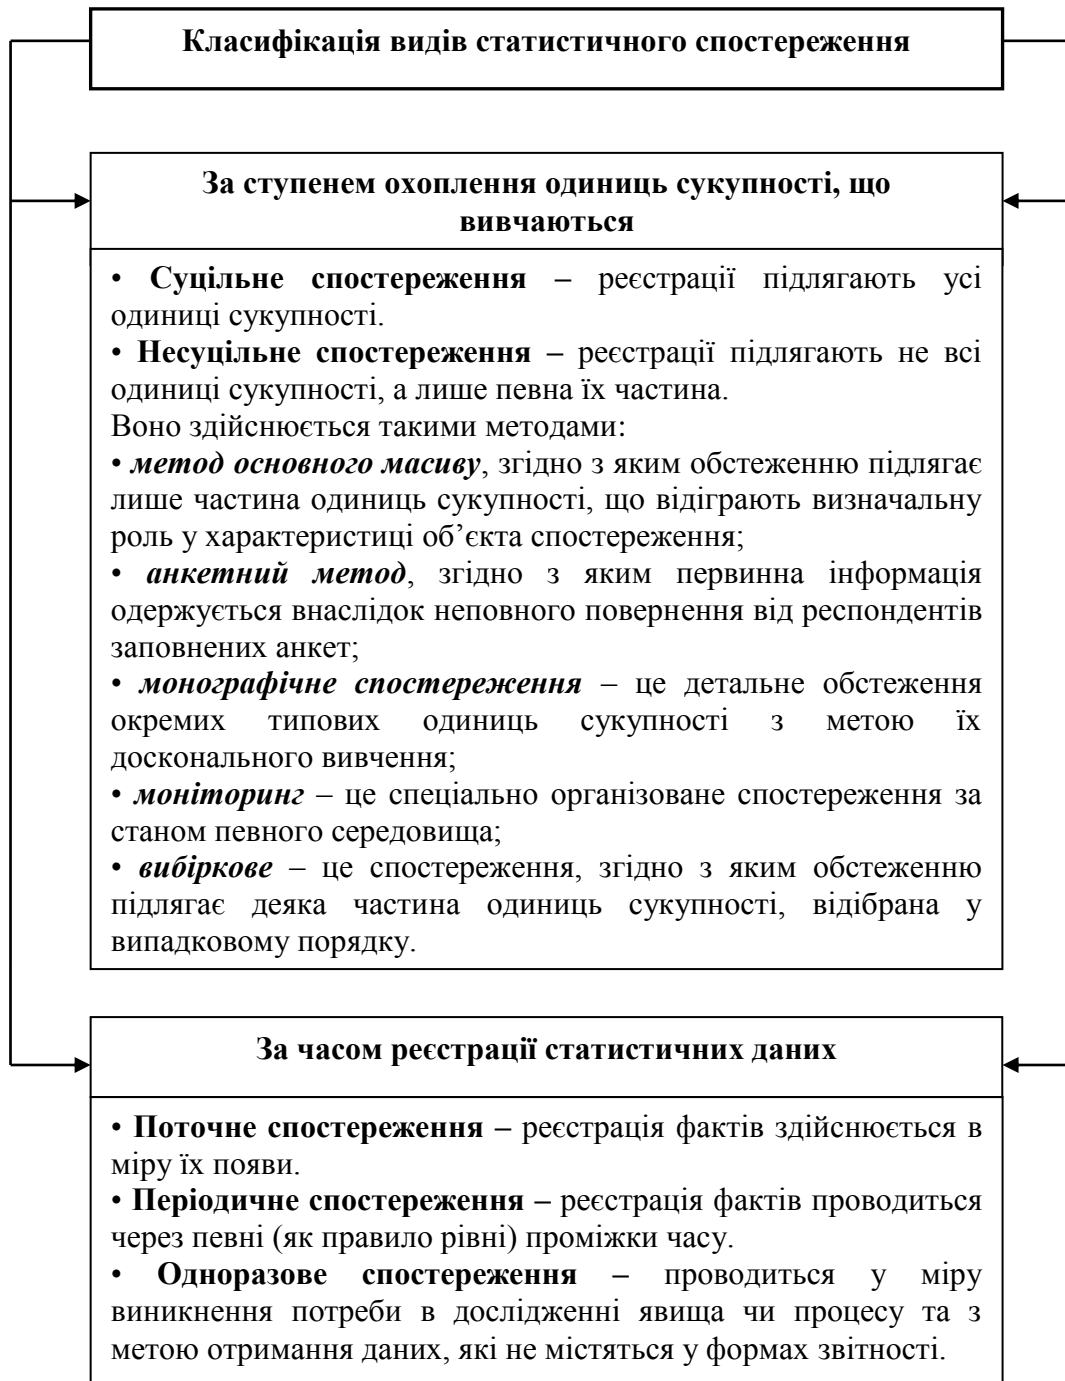 Класифікація видів статистичного спостереження
За ступенем охоплення одиниць сукупності, що
вивчаються
• Суцільне спостереження – реєстрації підлягають усі
одиниці сукупності.
• Несуцільне спостереження – реєстрації підлягають не всі
одиниці сукупності, а лише певна їх частина.
Воно здійснюється такими методами:
• метод основного масиву, згідно з яким обстеженню підлягає
лише частина одиниць сукупності, що відіграють визначальну
роль у характеристиці об’єкта спостереження;
• анкетний метод, згідно з яким первинна інформація
одержується внаслідок неповного повернення від респондентів
заповнених анкет;
• монографічне спостереження – це детальне обстеження
окремих типових одиниць сукупності з метою їх
досконального вивчення;
• моніторинг – це спеціально організоване спостереження за
станом певного середовища;
• вибіркове – це спостереження, згідно з яким обстеженню
підлягає деяка частина одиниць сукупності, відібрана у
випадковому порядку.
За часом реєстрації статистичних даних
• Поточне спостереження – реєстрація фактів здійснюється в
міру їх появи.
• Періодичне спостереження – реєстрація фактів проводиться
через певні (як правило рівні) проміжки часу.
• Одноразове спостереження – проводиться у міру
виникнення потреби в дослідженні явища чи процесу та з
метою отримання даних, які не містяться у формах звітності.